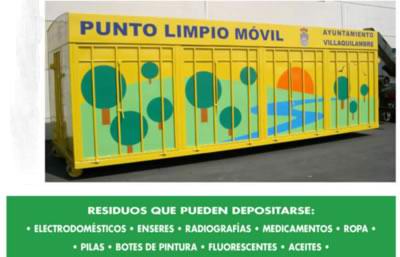 PUNTO LIMPIO MÓVIL
AYUNTAMIENTO
VILLAQUILAMBRE
RESIDUOS QUE PUEDEN DEPOSITARSE:
• ELECTRODOMÉSTICOS • ENSERES • RADIOGRAFÍAS • MEDICAMENTOS • ROPA •
• PILAS • BOTES DE PINTURA • FLUORESCENTES • ACEITES •